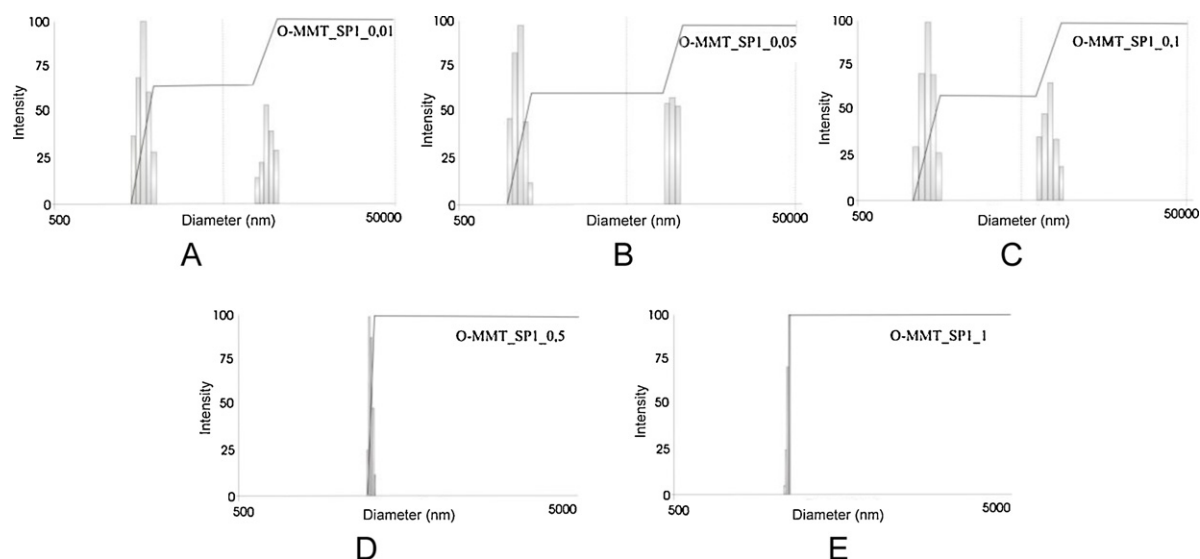 100
75
50
25
0
Intensity
O-MMT_SP1_0,01
500
Diameter (nm)
50000
A
100
75
50
25
0
Intensity
O-MMT_SP1_0,05
500
Diameter (nm)
50000
B
100
75
50
25
0
Intensity
O-MMT_SP1_0,1
500
Diameter (nm)
50000
C
100
75
50
25
0
Intensity
O-MMT_SP1_0,5
500
Diameter (nm)
5000
D
100
75
50
25
0
Intensity
O-MMT_SP1_1
500
Diameter (nm)
5000
E